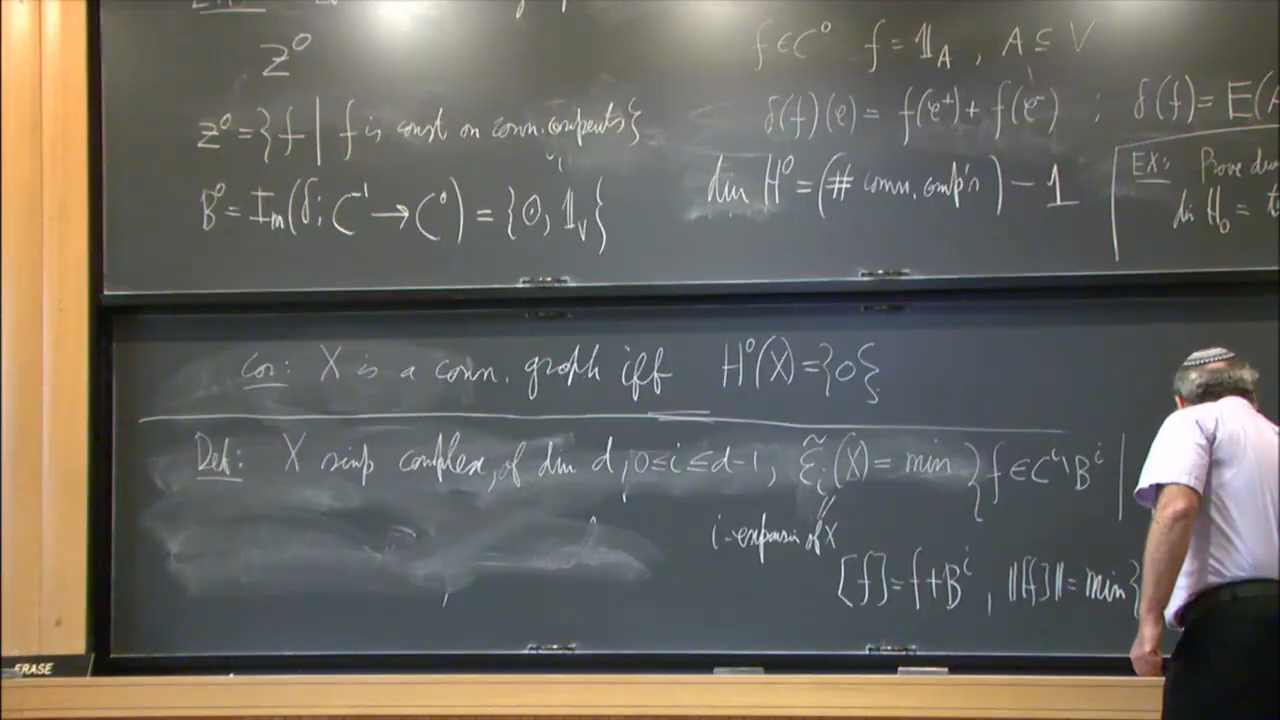 Z⁰
Z⁰ = {f | f is const on conn. components}
B⁰ = Im(δ: C⁻¹ → C⁰) = {0, 𝟙_V}
f ∈ C⁰ f = 𝟙_A , A ⊆ V
δ(f)(e) = f(e⁺) + f(e⁻) ; δ(f) = E(A
dim H⁰ = (# conn. comp's) − 1
EX: Prove
H₀ =
Cor: X is a conn. graph iff H⁰(X) = {0}
Def: X simp complex, of dim d, 0 ≤ i ≤ d-1, ε̃_i(X) = min {f ∈ Cⁱ \ Bⁱ |
i-expansion of X
[f] = f + Bⁱ , ‖[f]‖ = min {
ERASE